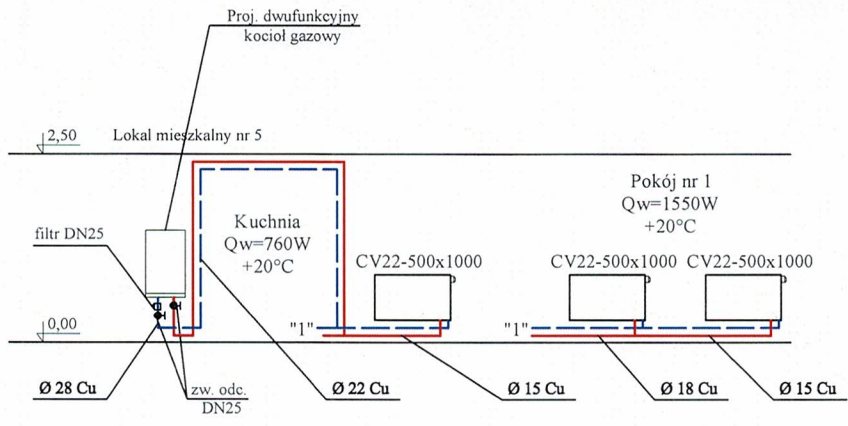 Proj. dwufunkcyjny
kocioł gazowy
2,50
Lokal mieszkalny nr 5
Pokój nr 1
Qw=1550W
+20°C
Kuchnia
Qw=760W
+20°C
filtr DN25
CV22-500x1000
CV22-500x1000
CV22-500x1000
0,00
"1"
"1"
Ø 28 Cu
zw. odc.
DN25
Ø 22 Cu
Ø 15 Cu
Ø 18 Cu
Ø 15 Cu